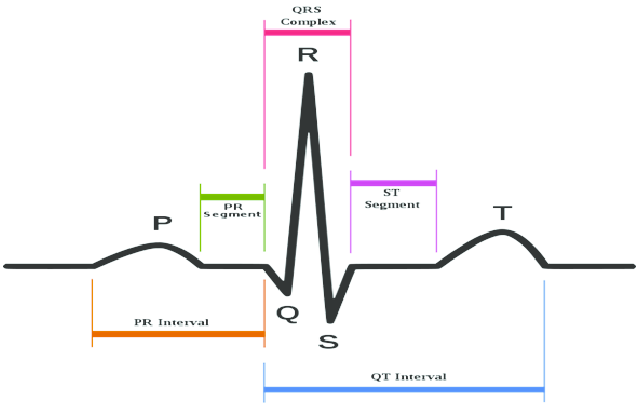 QRS
Complex
R
PR
Segment
ST
Segment
P
T
Q
S
PR Interval
QT Interval